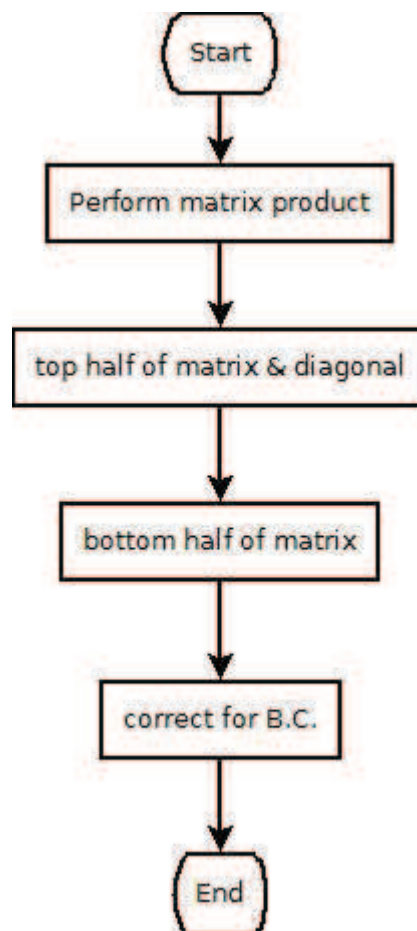 Start
Perform matrix product
top half of matrix & diagonal
bottom half of matrix
correct for B.C.
End